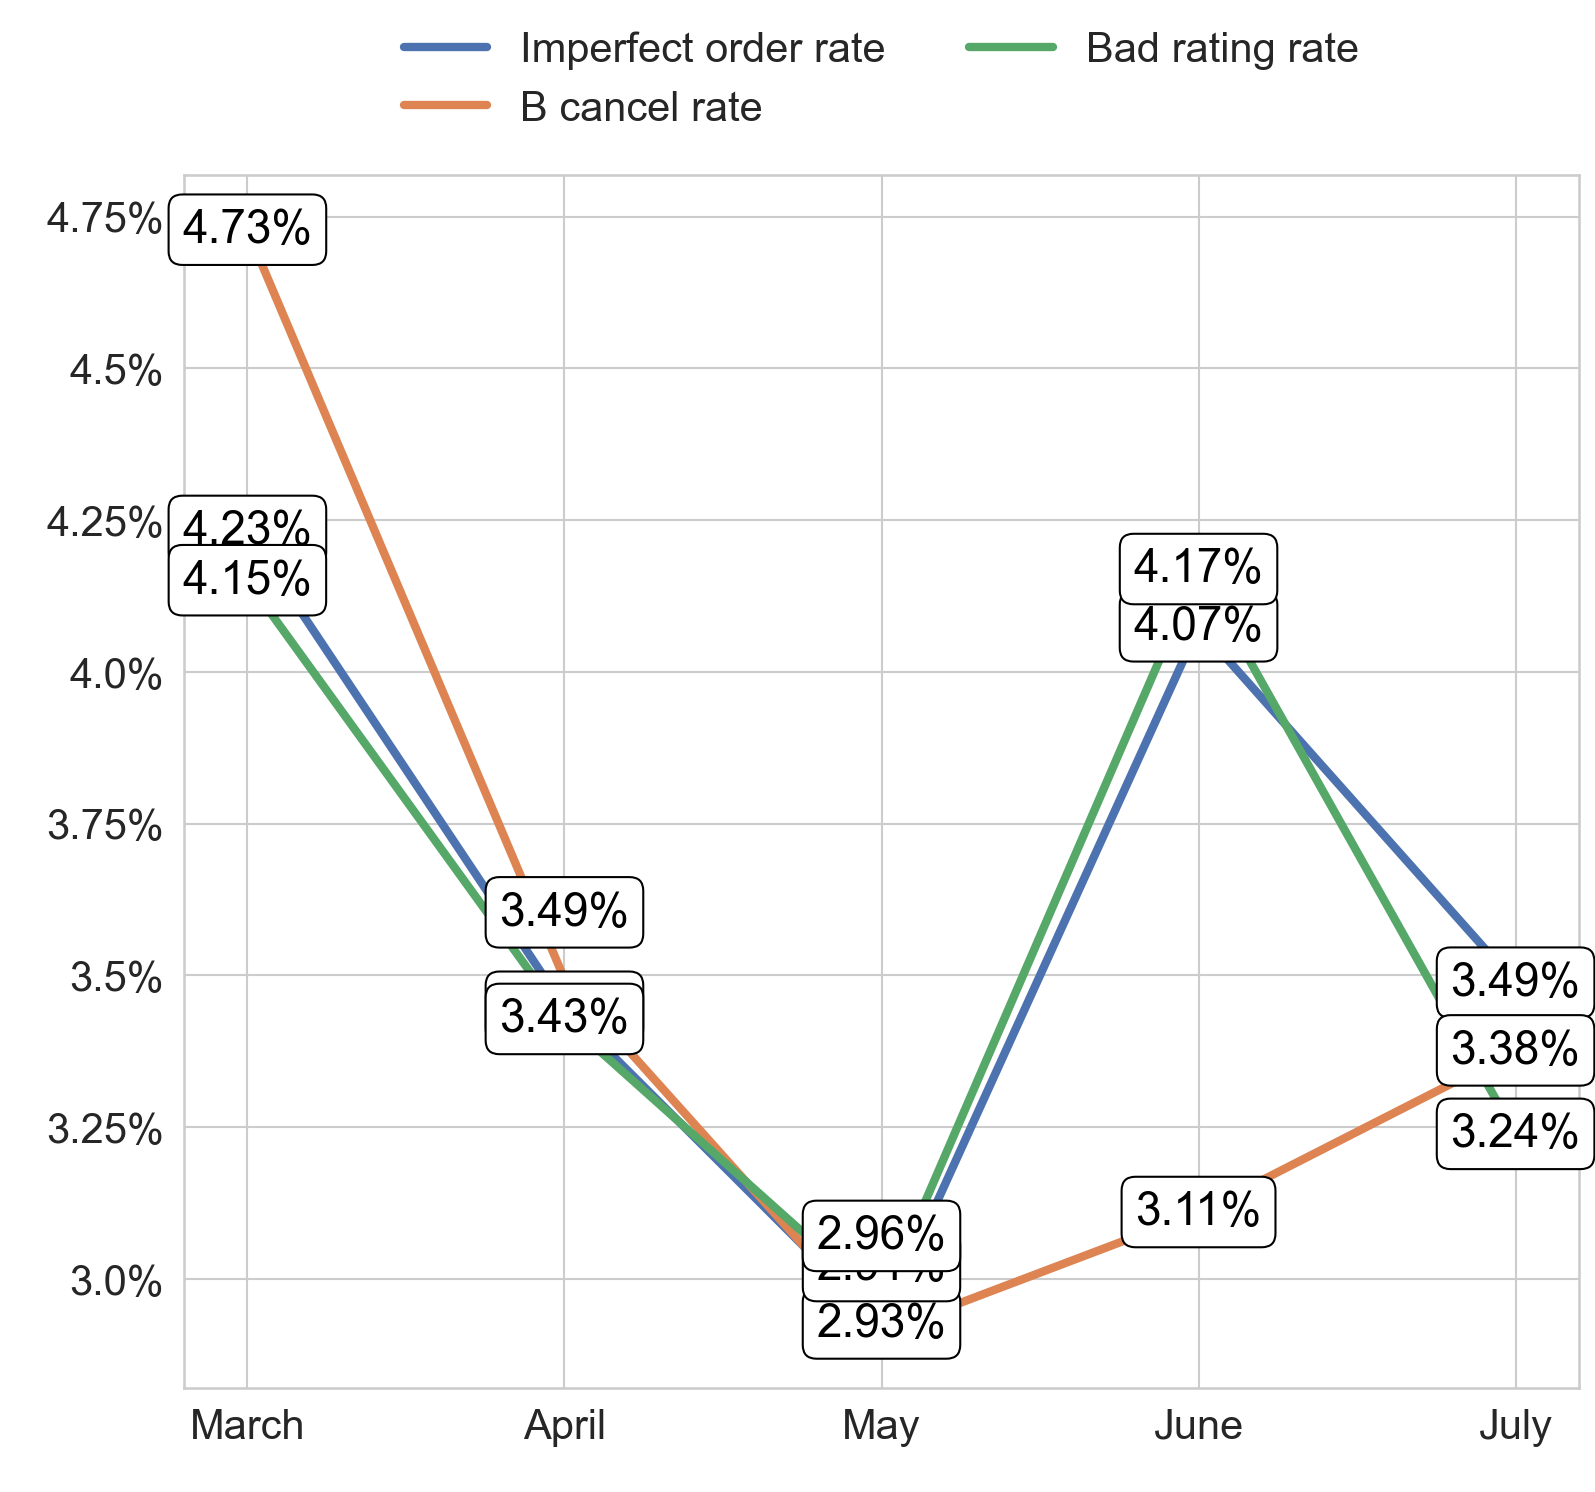 Imperfect order rate
Bad rating rate
B cancel rate
4.75%
4.5%
4.25%
4.0%
3.75%
3.5%
3.25%
3.0%
4.73%
4.23%
4.15%
3.49%
3.43%
2.96%
2.93%
4.17%
4.07%
3.11%
3.49%
3.38%
3.24%
March
April
May
June
July